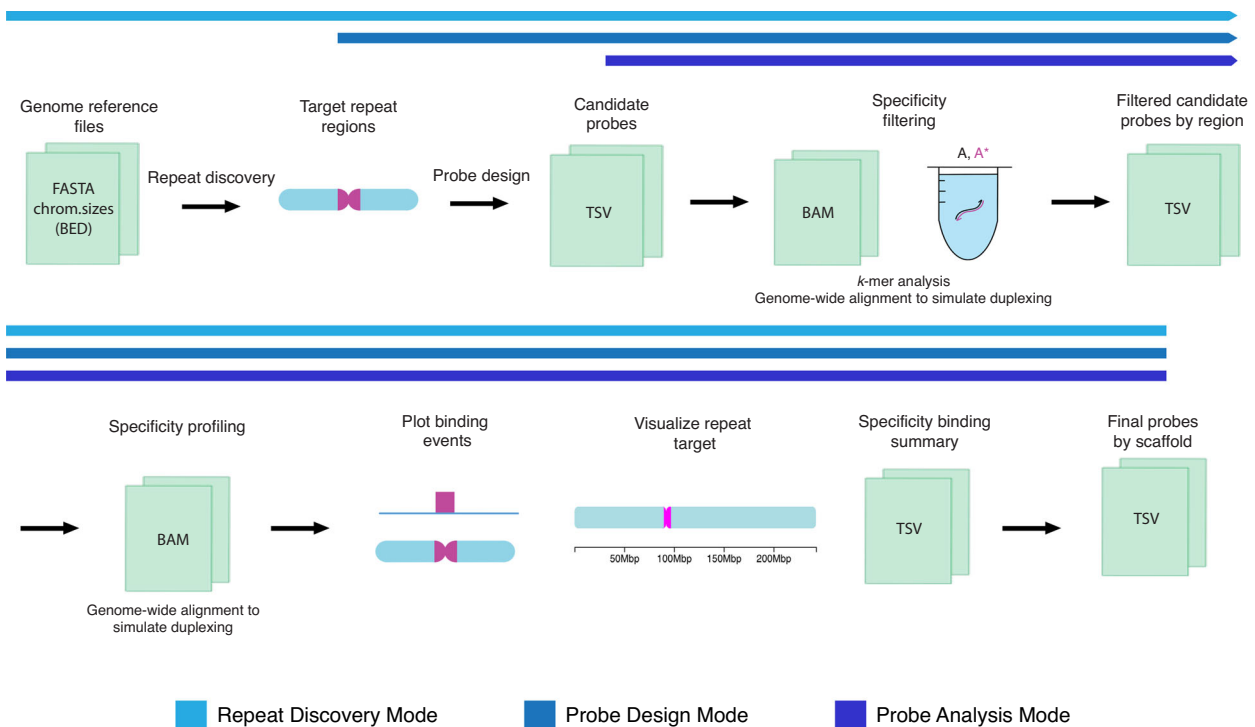 Genome reference
files
FASTA
chrom.sizes
(BED)
Repeat discovery
Target repeat
regions
Probe design
Candidate
probes
TSV
Specificity
filtering
BAM
A, A*
k-mer analysis
Genome-wide alignment to simulate duplexing
Filtered candidate
probes by region
TSV
Specificity profiling
BAM
Genome-wide alignment to
simulate duplexing
Plot binding
events
Visualize repeat
target
50Mbp 100Mbp 150Mbp 200Mbp
Specificity binding
summary
TSV
Final probes
by scaffold
TSV
Repeat Discovery Mode
Probe Design Mode
Probe Analysis Mode